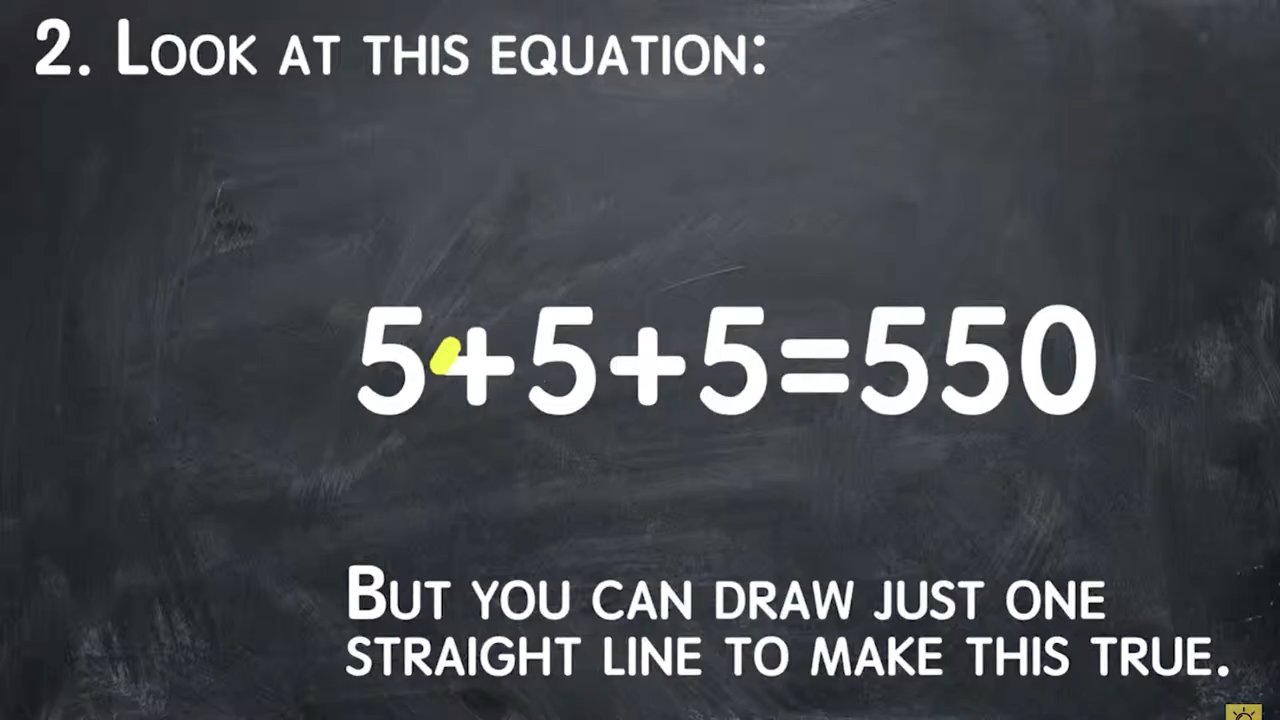 2. LOOK AT THIS EQUATION:
5+5+5=550
BUT YOU CAN DRAW JUST ONE
STRAIGHT LINE TO MAKE THIS TRUE.